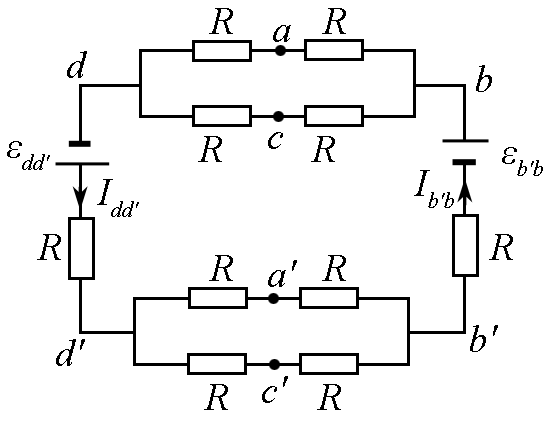 R a R
d b
R c R
ε_{dd'} ε_{b'b}
I_{dd'} I_{b'b}
R R
R a' R
d' b'
R c' R